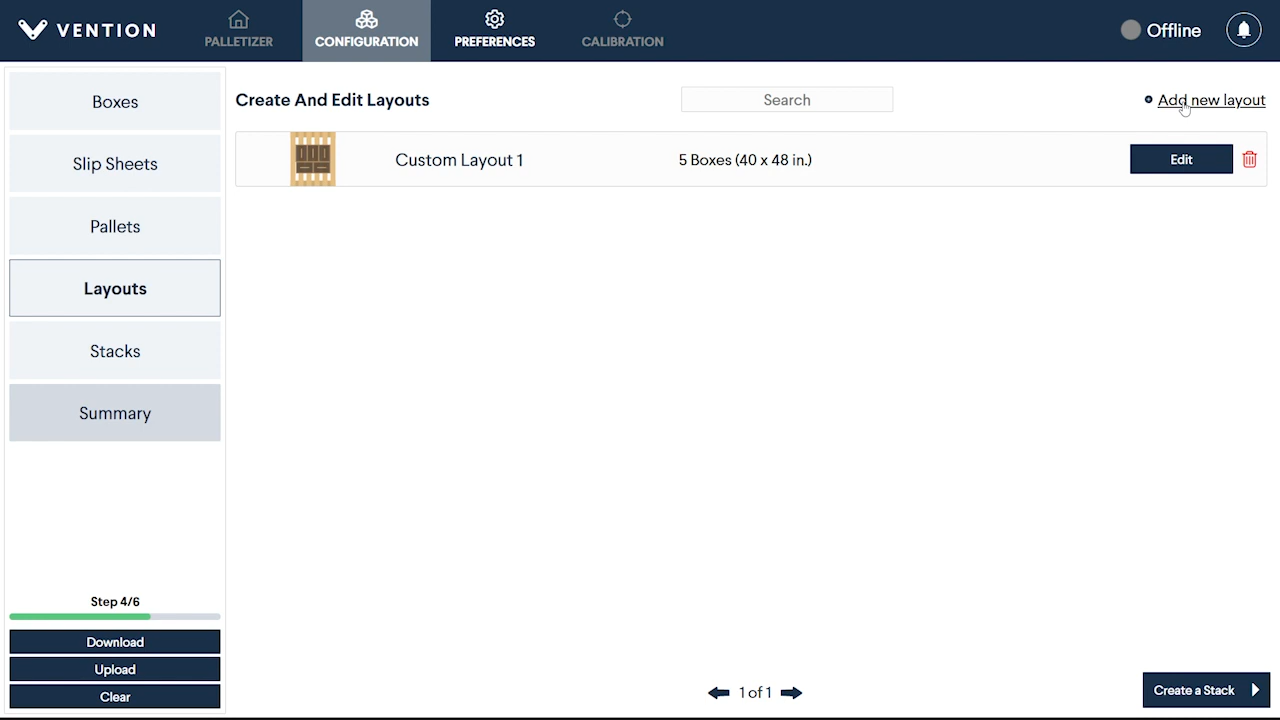 VENTION
PALLETIZER
CONFIGURATION
PREFERENCES
CALIBRATION
Offline
Boxes
Slip Sheets
Pallets
Layouts
Stacks
Summary
Step 4/6
Download
Upload
Clear
Create And Edit Layouts
Search
Add new layout
Custom Layout 1
5 Boxes (40 x 48 in.)
Edit
1 of 1
Create a Stack